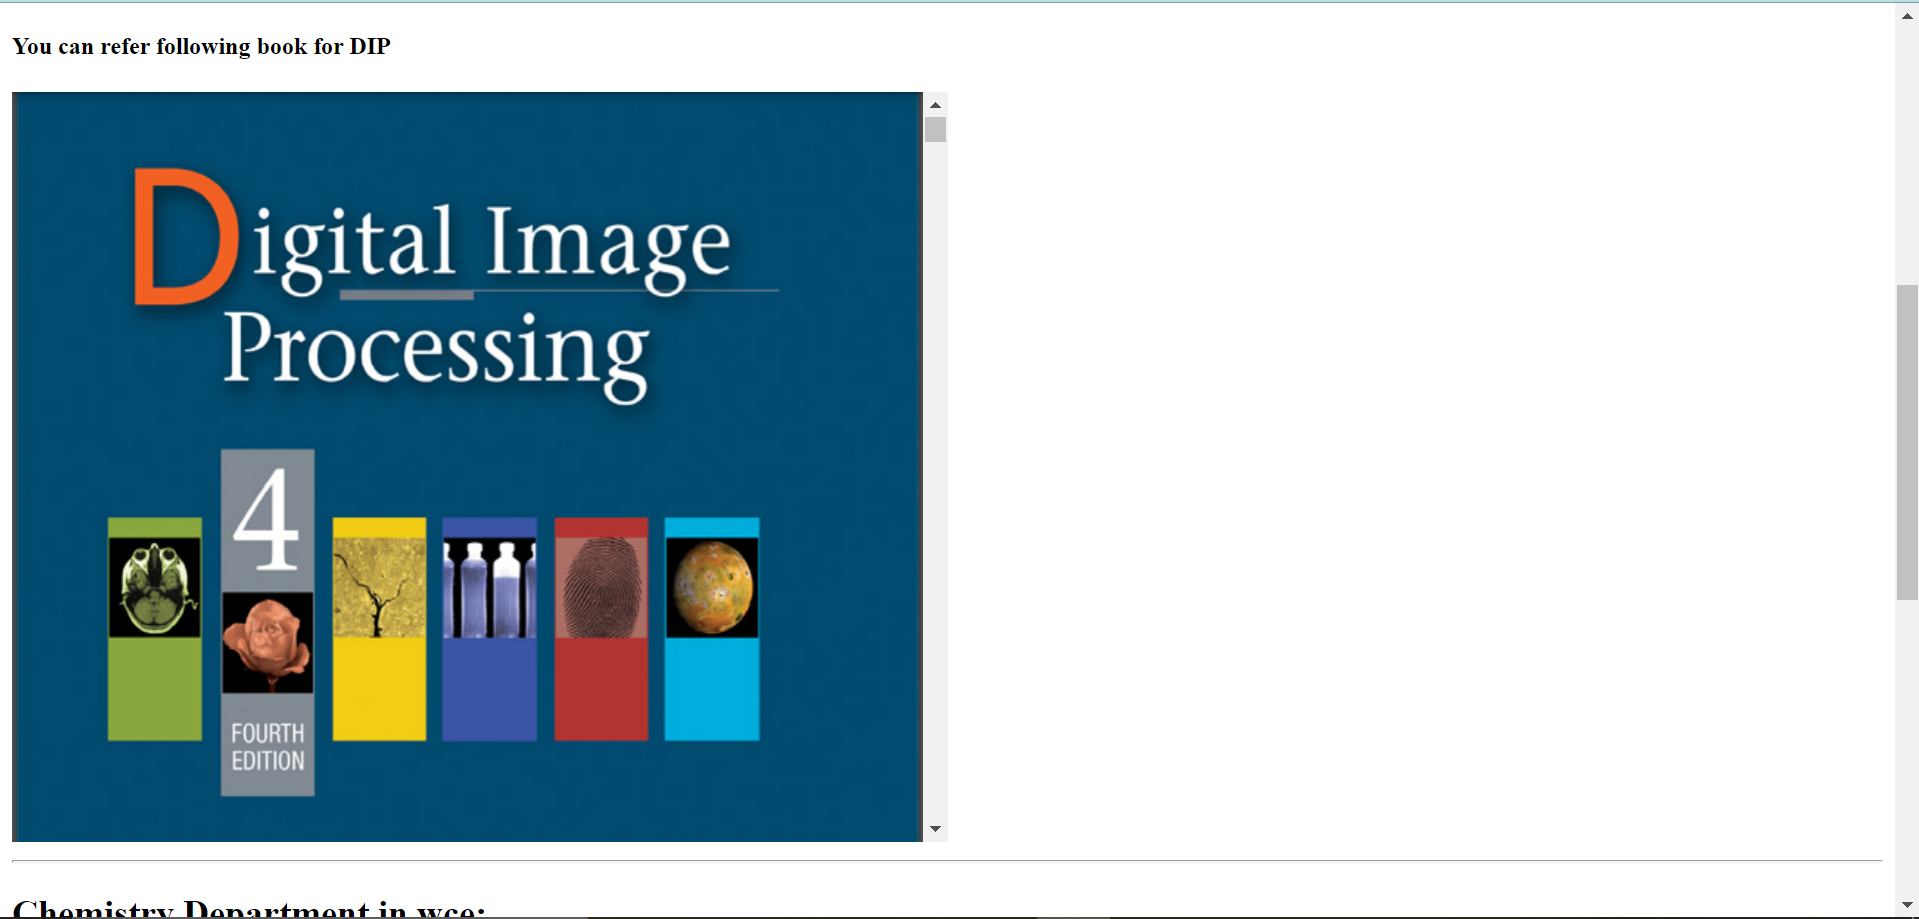 You can refer following book for DIP
Digital Image
Processing
4
FOURTH
EDITION
Chemistry Department in wce: